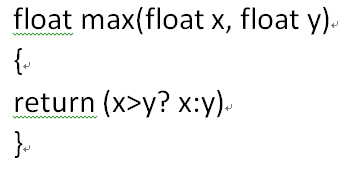 float max(float x, float y)
{
return (x>y? x:y)
}